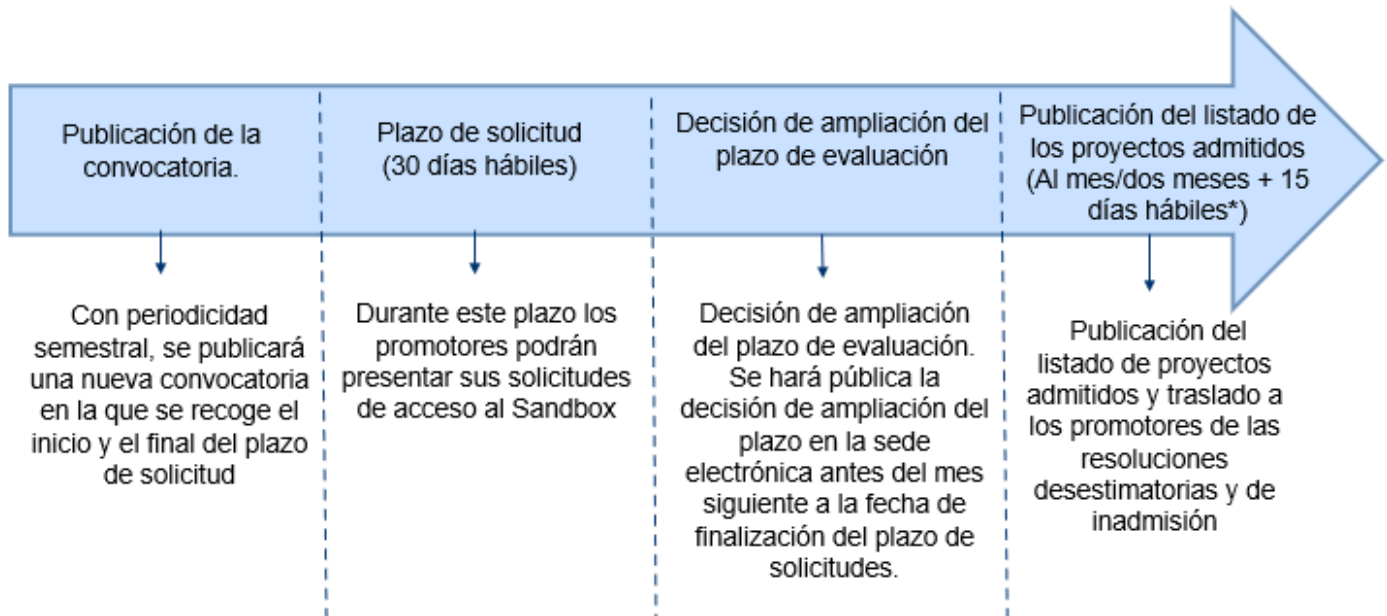 Publicación de la
convocatoria.
Con periodicidad
semestral, se publicará
una nueva convocatoria
en la que se recoge el
inicio y el final del plazo
de solicitud
Plazo de solicitud
(30 días hábiles)
Durante este plazo los
promotores podrán
presentar sus solicitudes
de acceso al Sandbox
Decisión de ampliación del
plazo de evaluación
Decisión de ampliación
del plazo de evaluación.
Se hará pública la
decisión de ampliación del
plazo en la sede
electrónica antes del mes
siguiente a la fecha de
finalización del plazo de
solicitudes.
Publicación del listado de
los proyectos admitidos
(Al mes/dos meses + 15
días hábiles*)
Publicación del
listado de proyectos
admitidos y traslado a
los promotores de las
resoluciones
desestimatorias y de
inadmisión